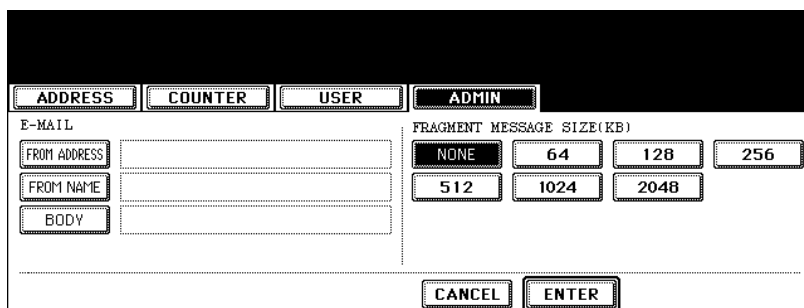 ADDRESS COUNTER USER ADMIN
E-MAIL
FROM ADDRESS
FROM NAME
BODY
FRAGMENT MESSAGE SIZE(KB)
NONE 64 128 256
512 1024 2048
CANCEL ENTER